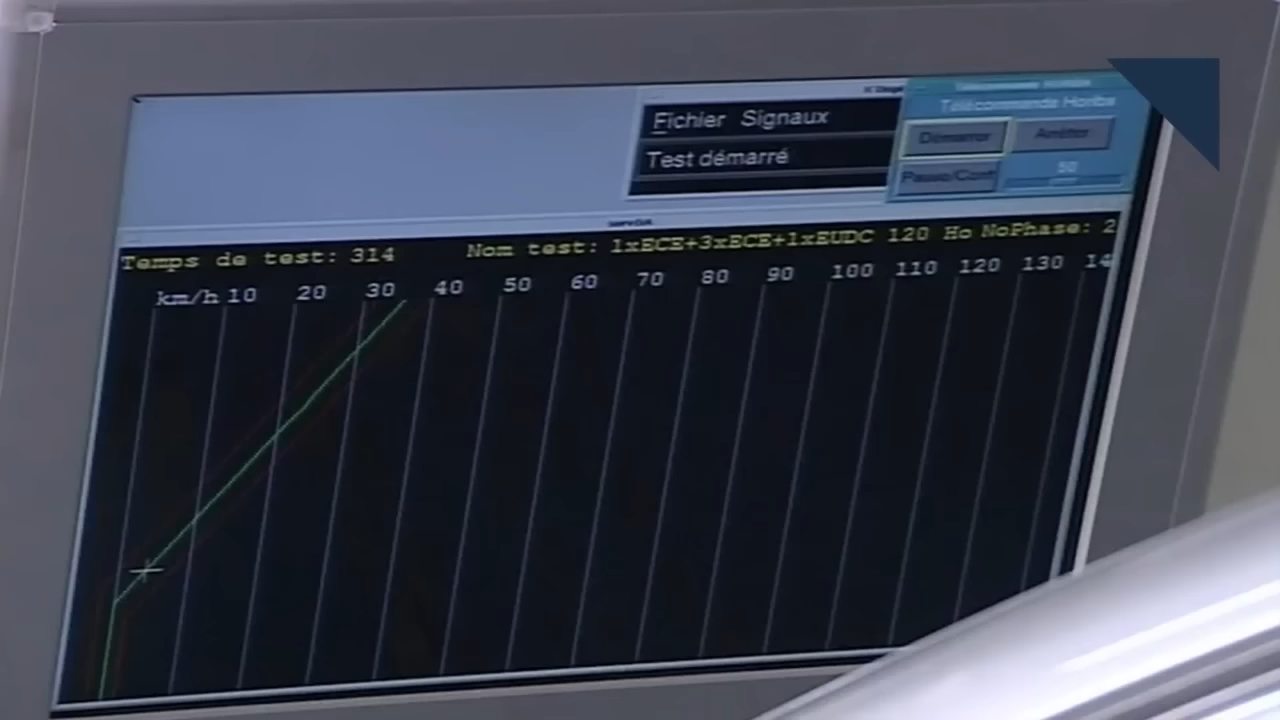 Télécommande Horiba
Fichier Signaux
Démarrer Arrêter
Test démarré
Pause/Cont
50
Temps de test: 314 Nom test: 1xECE+3xECE+1xEUDC 120 Ho NoPhase: 2
km/h 10 20 30 40 50 60 70 80 90 100 110 120 130 14